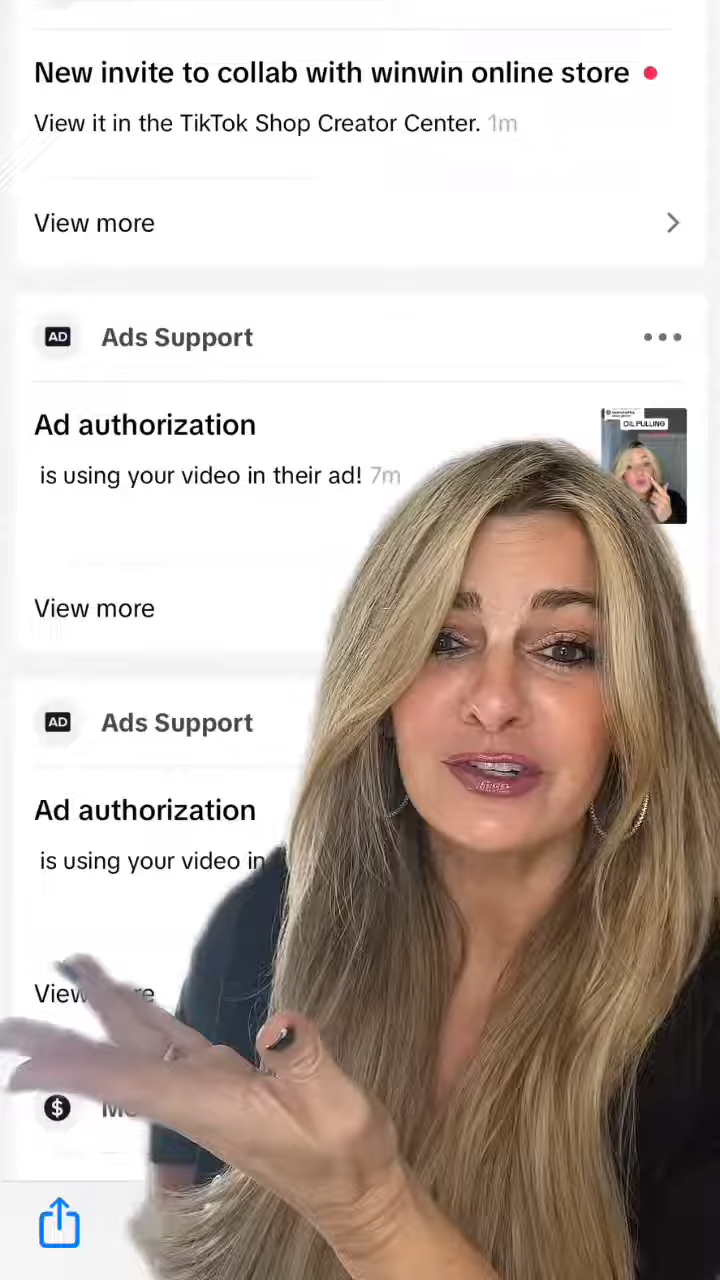 New invite to collab with winwin online store
View it in the TikTok Shop Creator Center. 1m
View more
AD Ads Support
Ad authorization
OIL PULLING
is using your video in their ad! 7m
View more
AD Ads Support
Ad authorization
is using your video in
View
$